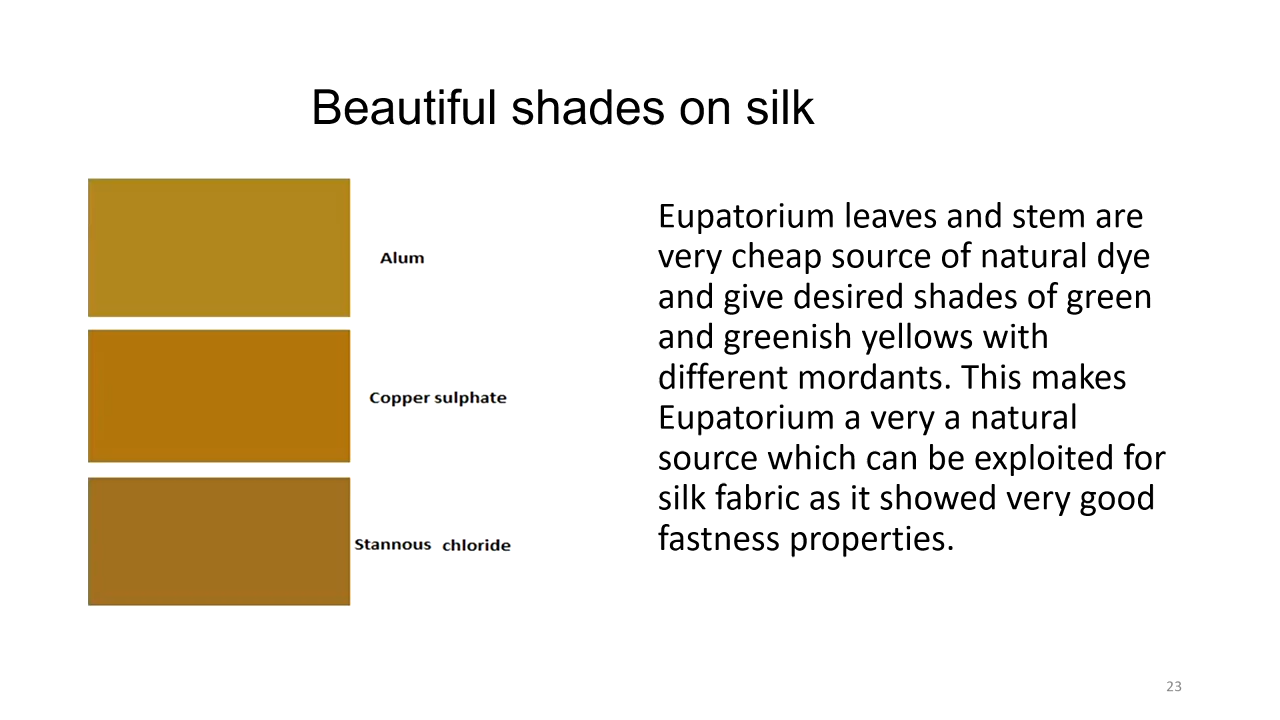 Beautiful shades on silk
Alum
Copper sulphate
Stannous chloride
Eupatorium leaves and stem are
very cheap source of natural dye
and give desired shades of green
and greenish yellows with
different mordants. This makes
Eupatorium a very a natural
source which can be exploited for
silk fabric as it showed very good
fastness properties.
23